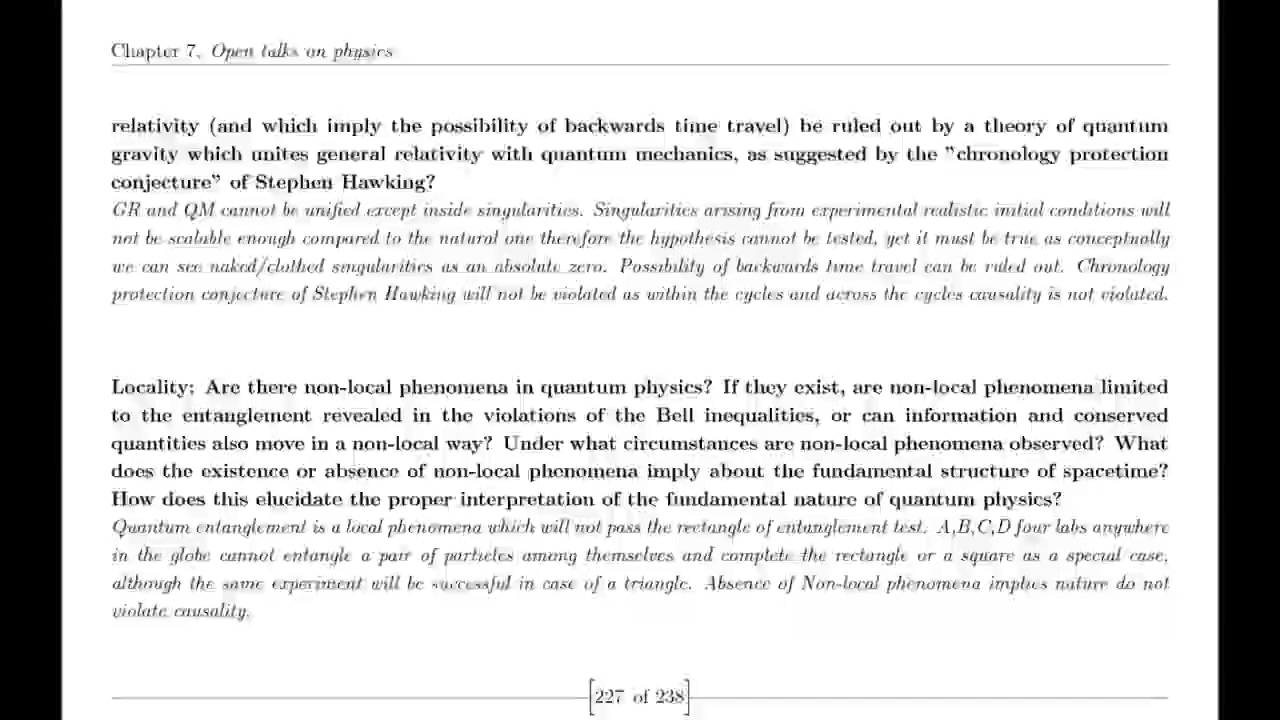 Chapter 7, Open talks on physics
relativity (and which imply the possibility of backwards time travel) be ruled out by a theory of quantum
gravity which unites general relativity with quantum mechanics, as suggested by the "chronology protection
conjecture" of Stephen Hawking?
GR and QM cannot be unified except inside singularities. Singularities arising from experimental realistic initial conditions will
not be scalable enough compared to the natural one therefore the hypothesis cannot be tested, yet it must be true as conceptually
we can see naked/clothed singularities as an absolute zero. Possibility of backwards time travel can be ruled out. Chronology
protection conjecture of Stephen Hawking will not be violated as within the cycles and across the cycles causality is not violated.
Locality: Are there non-local phenomena in quantum physics? If they exist, are non-local phenomena limited
to the entanglement revealed in the violations of the Bell inequalities, or can information and conserved
quantities also move in a non-local way? Under what circumstances are non-local phenomena observed? What
does the existence or absence of non-local phenomena imply about the fundamental structure of spacetime?
How does this elucidate the proper interpretation of the fundamental nature of quantum physics?
Quantum entanglement is a local phenomena which will not pass the rectangle of entanglement test. A,B,C,D four labs anywhere
in the globe cannot entangle a pair of particles among themselves and complete the rectangle or a square as a special case,
although the same experiment will be successful in case of a triangle. Absence of Non-local phenomena implies nature do not
violate causality.
[227 of 238]